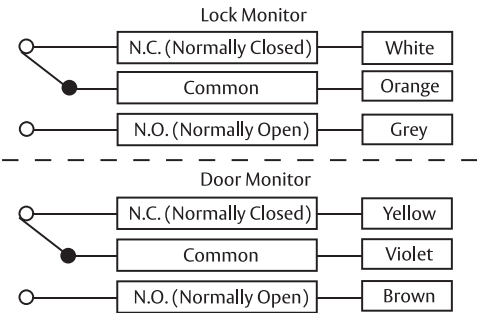 Lock Monitor
N.C. (Normally Closed) White
Common Orange
N.O. (Normally Open) Grey
Door Monitor
N.C. (Normally Closed) Yellow
Common Violet
N.O. (Normally Open) Brown